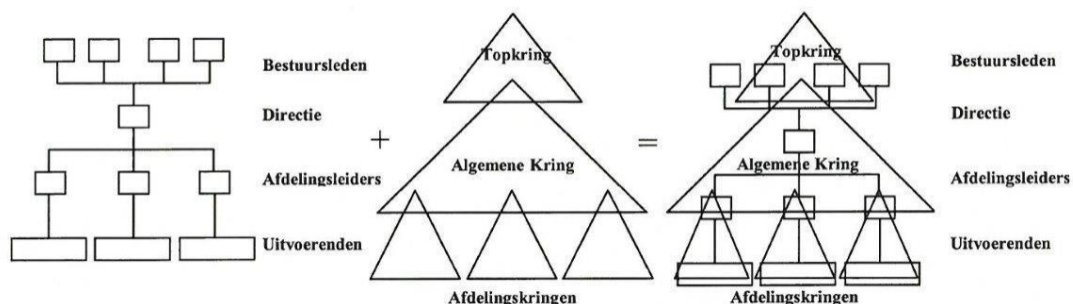 Bestuursleden
Directie
Afdelingsleiders
Uitvoerenden
+
Topkring
Algemene Kring
Afdelingskringen
=
Topkring
Algemene Kring
Afdelingskringen
Bestuursleden
Directie
Afdelingsleiders
Uitvoerenden